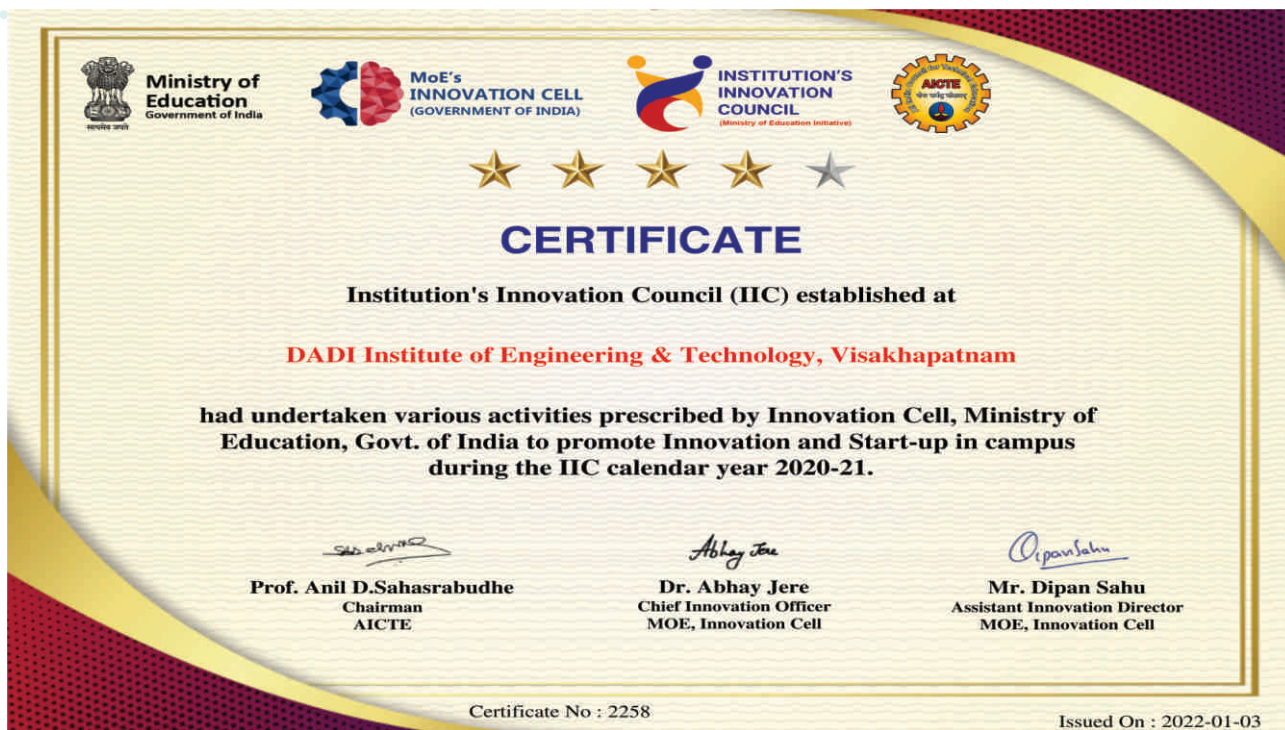 Ministry of
Education
Government of India
सत्यमेव जयते
MoE's
INNOVATION CELL
(GOVERNMENT OF INDIA)
INSTITUTION'S
INNOVATION
COUNCIL
(Ministry of Education Initiative)
AICTE
CERTIFICATE
Institution's Innovation Council (IIC) established at
DADI Institute of Engineering & Technology, Visakhapatnam
had undertaken various activities prescribed by Innovation Cell, Ministry of
Education, Govt. of India to promote Innovation and Start-up in campus
during the IIC calendar year 2020-21.
Abhay Jere
Dipan Sahu
Prof. Anil D.Sahasrabudhe
Chairman
AICTE
Dr. Abhay Jere
Chief Innovation Officer
MOE, Innovation Cell
Mr. Dipan Sahu
Assistant Innovation Director
MOE, Innovation Cell
Certificate No : 2258
Issued On : 2022-01-03